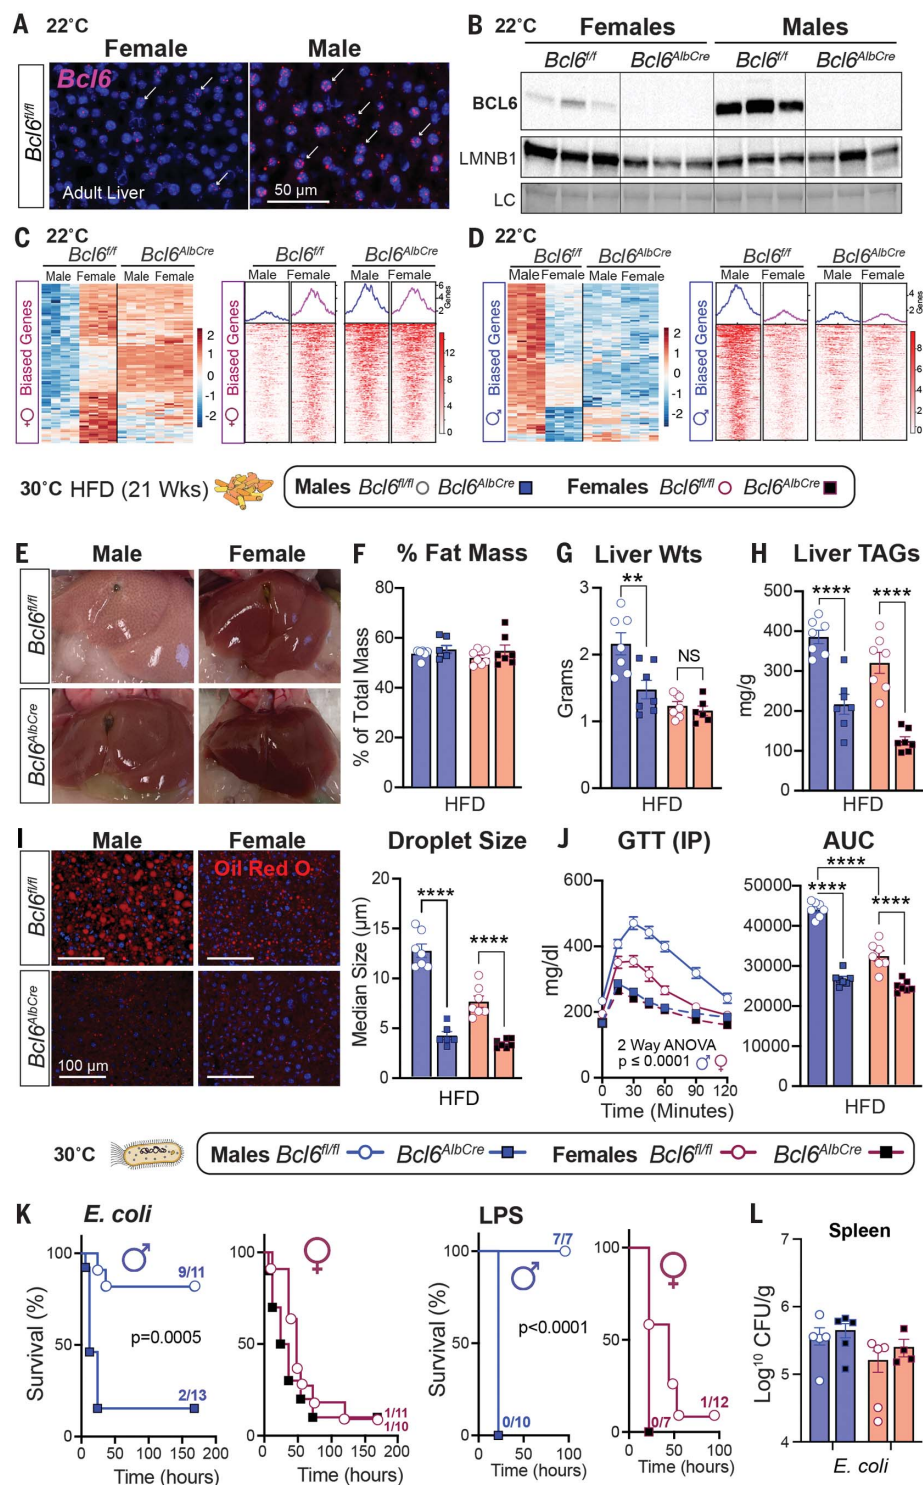 A 22°C
Female Male
Bcl6fl/fl
Bcl6
Adult Liver
50 µm
B 22°C Females Males
Bcl6f/f Bcl6AlbCre Bcl6f/f Bcl6AlbCre
BCL6
LMNB1
LC
C 22°C
Bcl6f/f Bcl6AlbCre
Male Female Male Female
♀ Biased Genes
2
1
0
-1
-2
Bcl6f/f Bcl6AlbCre
Male Female Male Female
♀ Biased Genes
6
4
2
Genes
12
8
4
0
D 22°C
Bcl6f/f Bcl6AlbCre
Male Female Male Female
♂ Biased Genes
2
1
0
-1
-2
Bcl6f/f Bcl6AlbCre
Male Female Male Female
♂ Biased Genes
4
2
Genes
8
6
4
2
0
30°C HFD (21 Wks)
Males Bcl6fl/fl Bcl6AlbCre Females Bcl6fl/fl Bcl6AlbCre
E Male Female
Bcl6fl/fl
Bcl6AlbCre
F % Fat Mass
% of Total Mass
80
60
40
20
0
HFD
G Liver Wts
Grams
3
2
1
0
**
NS
HFD
H Liver TAGs
mg/g
500
400
300
200
100
0
**** ****
HFD
I Male Female
Bcl6fl/fl
Oil Red O
Bcl6AlbCre
100 µm
Droplet Size
Median Size (µm)
20
15
10
5
0
****
****
HFD
J GTT (IP)
mg/dl
600
400
200
0
2 Way ANOVA
p ≤ 0.0001 ♂ ♀
0 30 60 90 120
Time (Minutes)
AUC
50000
40000
30000
20000
10000
0
****
****
****
HFD
30°C
Males Bcl6fl/fl Bcl6AlbCre Females Bcl6fl/fl Bcl6AlbCre
K E. coli
Survival (%)
100
50
0
♂
9/11
p=0.0005
2/13
0 50 100 150 200
Time (hours)
100
50
0
♀
1/11
1/10
0 50 100 150 200
Time (hours)
LPS
Survival (%)
100
50
0
7/7
♂
p<0.0001
0/10
0 50 100
Time (hours)
100
50
0
♀
1/12
0/7
0 50 100
Time (hours)
L Spleen
Log10 CFU/g
7
6
5
4
E. coli